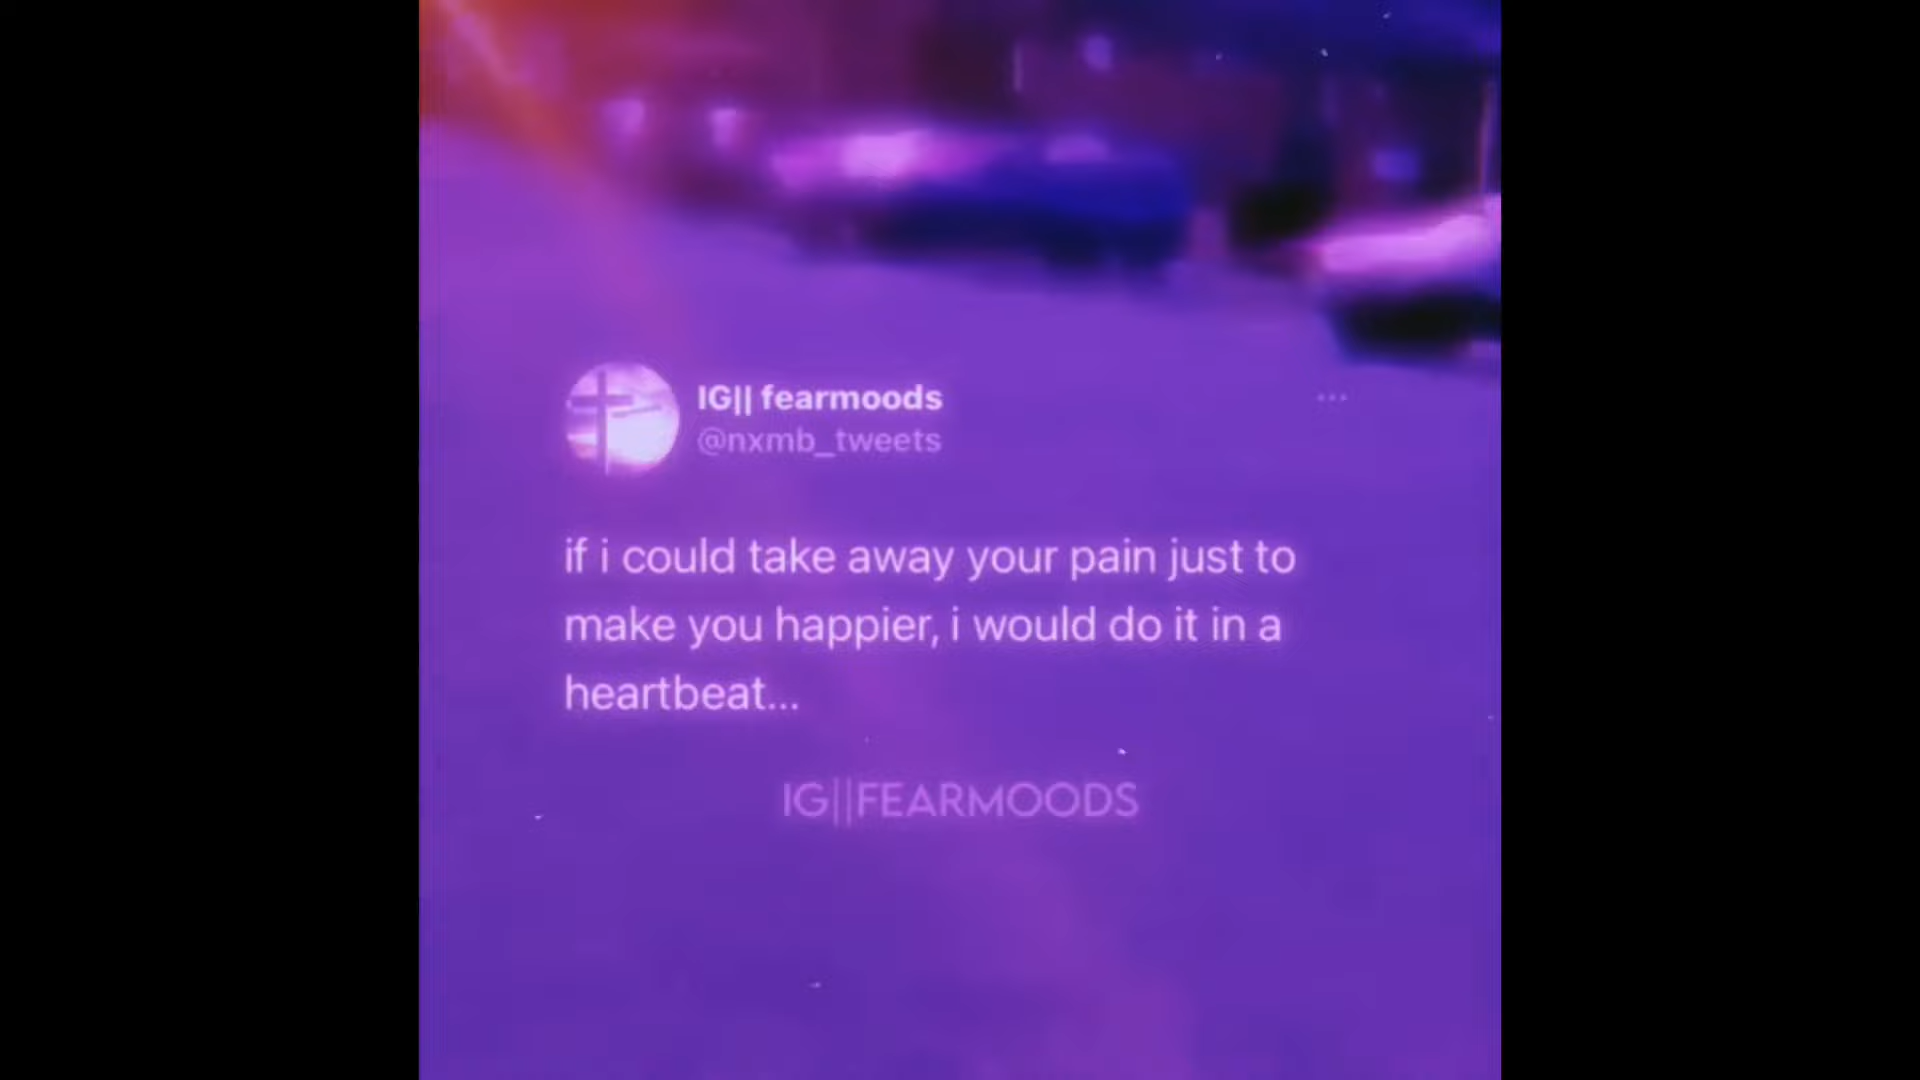 IG|| fearmoods
@nxmb_tweets
if i could take away your pain just to
make you happier, i would do it in a
heartbeat...
IG||FEARMOODS